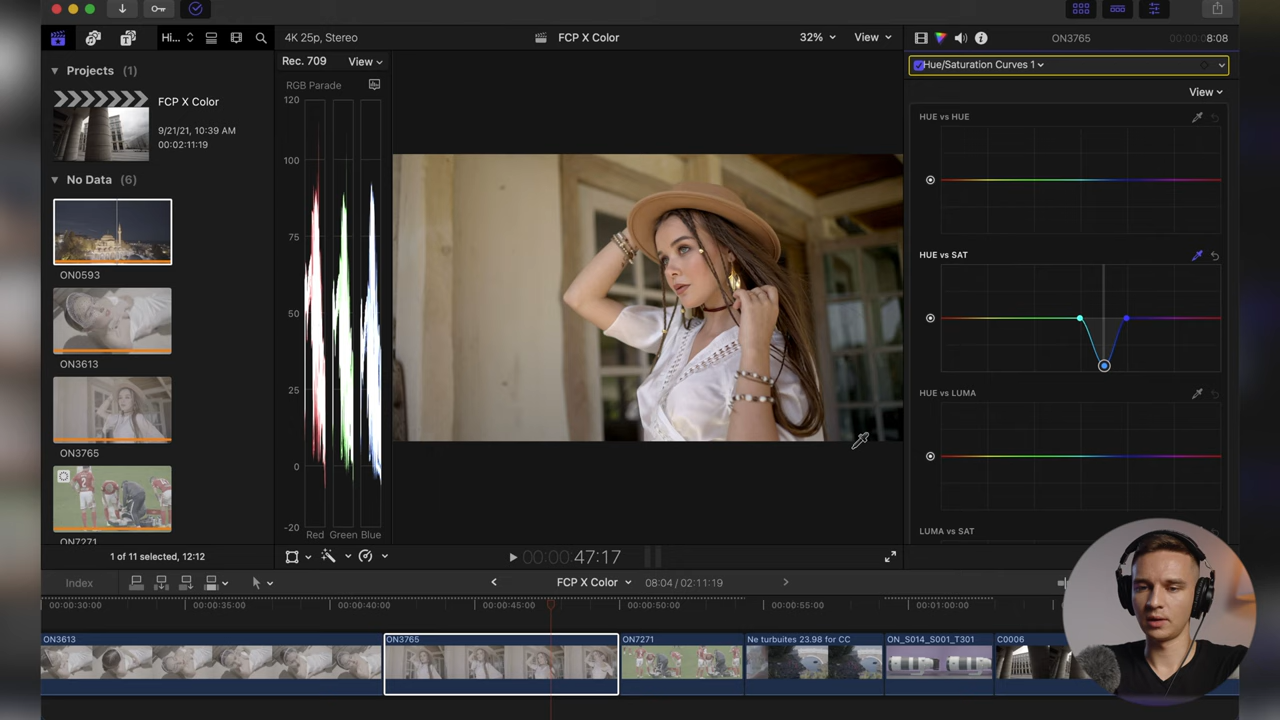 Hi...
4K 25p, Stereo
FCP X Color
32%
View
ON3765
00:00:08:08
Projects (1)
FCP X Color
9/21/21, 10:39 AM
00:02:11:19
No Data (6)
ON0593
ON3613
ON3765
ON7271
1 of 11 selected, 12:12
Rec. 709
View
RGB Parade
120
100
75
50
25
0
-20
Red
Green
Blue
Hue/Saturation Curves 1
View
HUE vs HUE
HUE vs SAT
HUE vs LUMA
LUMA vs SAT
00:00:47:17
Index
FCP X Color
08:04 / 02:11:19
00:00:30:00
00:00:35:00
00:00:40:00
00:00:45:00
00:00:50:00
00:00:55:00
00:01:00:00
ON3613
ON3765
ON7271
Ne turbuites 23.98 for CC
ON_S014_S001_T301
C0006